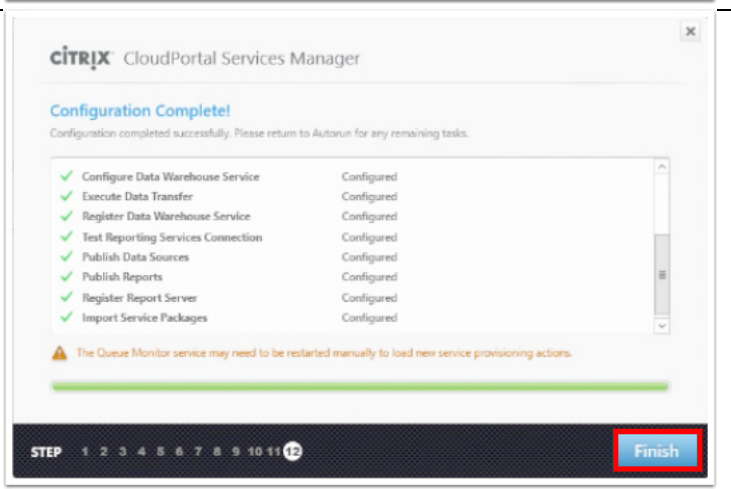 CITRIX CloudPortal Services Manager
Configuration Complete!
Configuration completed successfully. Please return to Autorun for any remaining tasks.
Configure Data Warehouse Service Configured
Execute Data Transfer Configured
Register Data Warehouse Service Configured
Test Reporting Services Connection Configured
Publish Data Sources Configured
Publish Reports Configured
Register Report Server Configured
Import Service Packages Configured
The Queue Monitor service may need to be restarted manually to load new service provisioning actions.
STEP 1 2 3 4 5 6 7 8 9 10 11 12 Finish